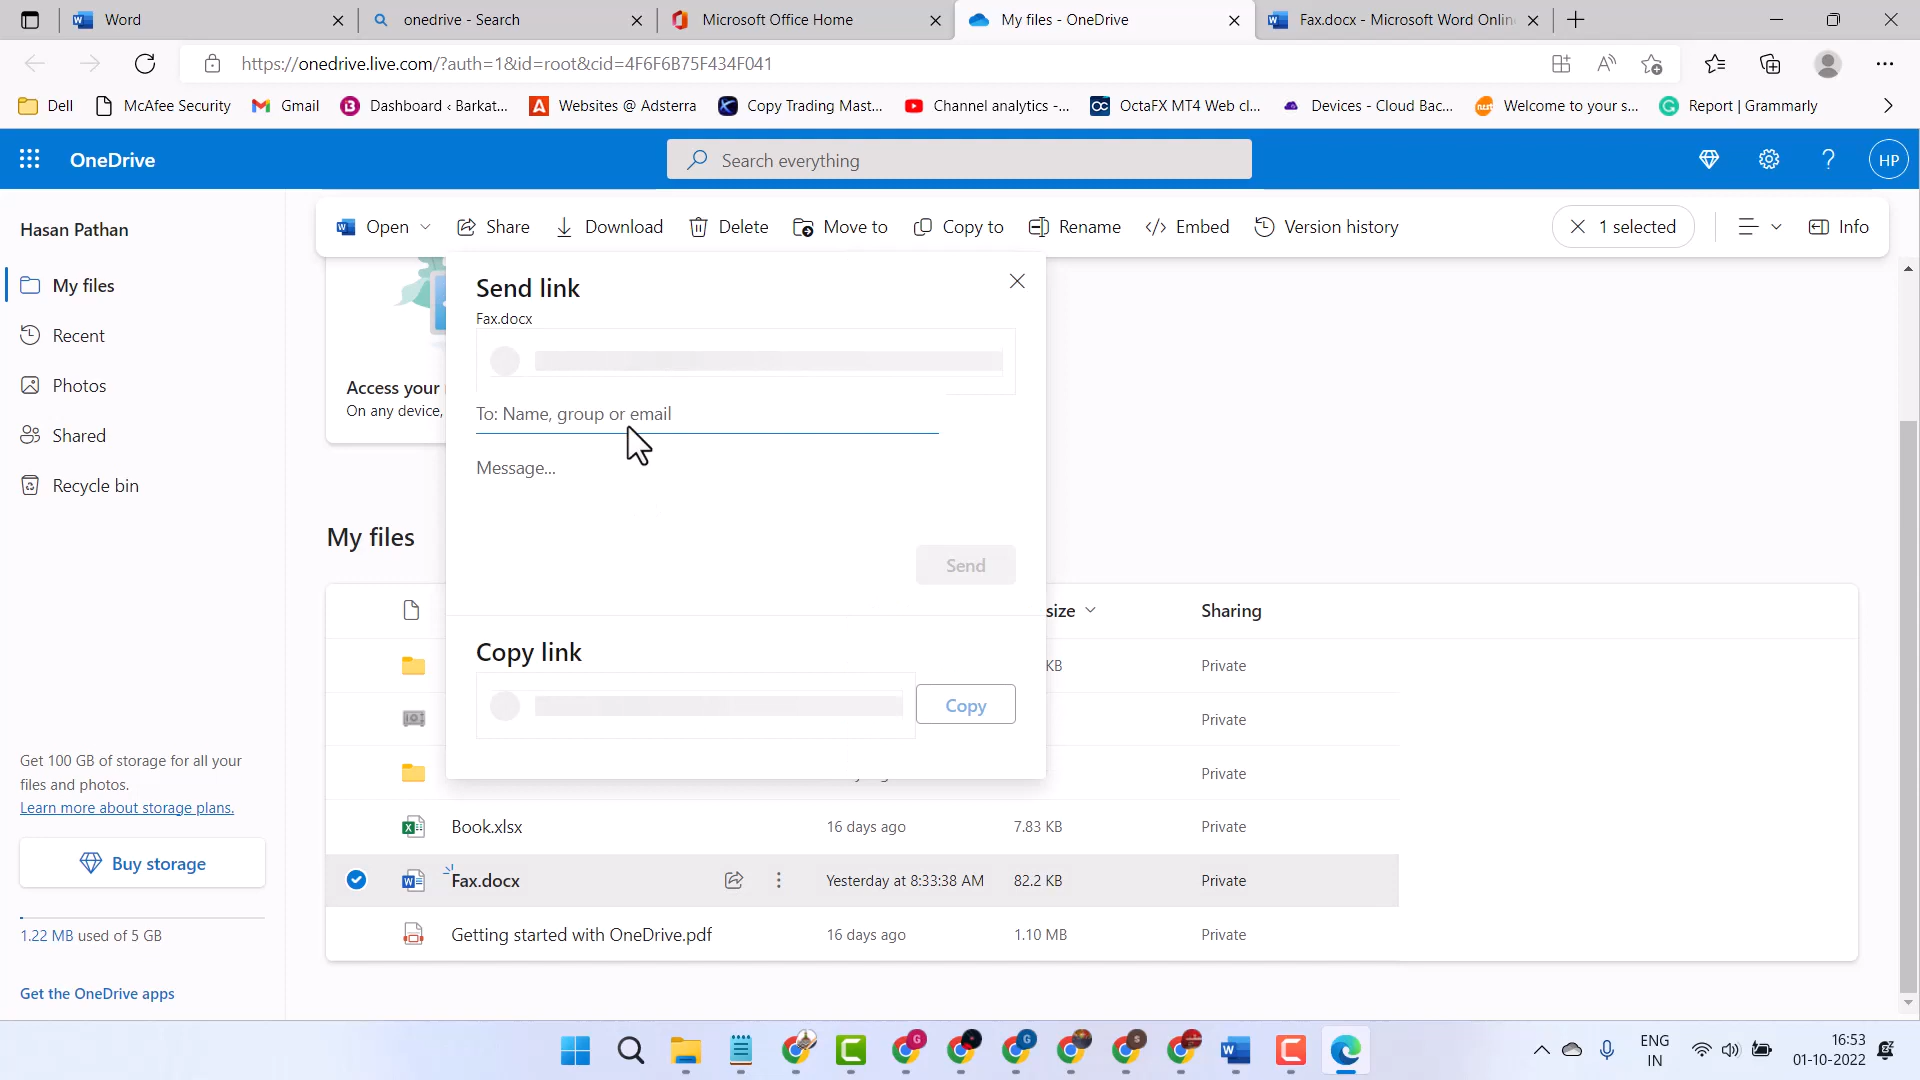 Word
onedrive - Search
Microsoft Office Home
My files - OneDrive
Fax.docx - Microsoft Word Onlin
https://onedrive.live.com/?auth=1&id=root&cid=4F6F6B75F434F041
Dell
McAfee Security
Gmail
Dashboard ‹ Barkat...
Websites @ Adsterra
Copy Trading Mast...
Channel analytics -...
OctaFX MT4 Web cl...
Devices - Cloud Bac...
Welcome to your s...
Report | Grammarly
OneDrive
Search everything
HP
Hasan Pathan
Open
Share
Download
Delete
Move to
Copy to
Rename
Embed
Version history
1 selected
Info
My files
Recent
Photos
Shared
Recycle bin
Access your
On any device,
Send link
Fax.docx
To: Name, group or email
Message...
Send
Copy link
Copy
My files
size
Sharing
KB
Private
Private
Private
Book.xlsx
16 days ago
7.83 KB
Private
Fax.docx
Yesterday at 8:33:38 AM
82.2 KB
Private
Getting started with OneDrive.pdf
16 days ago
1.10 MB
Private
Get 100 GB of storage for all your
files and photos.
Learn more about storage plans.
Buy storage
1.22 MB used of 5 GB
Get the OneDrive apps
ENG
IN
16:53
01-10-2022